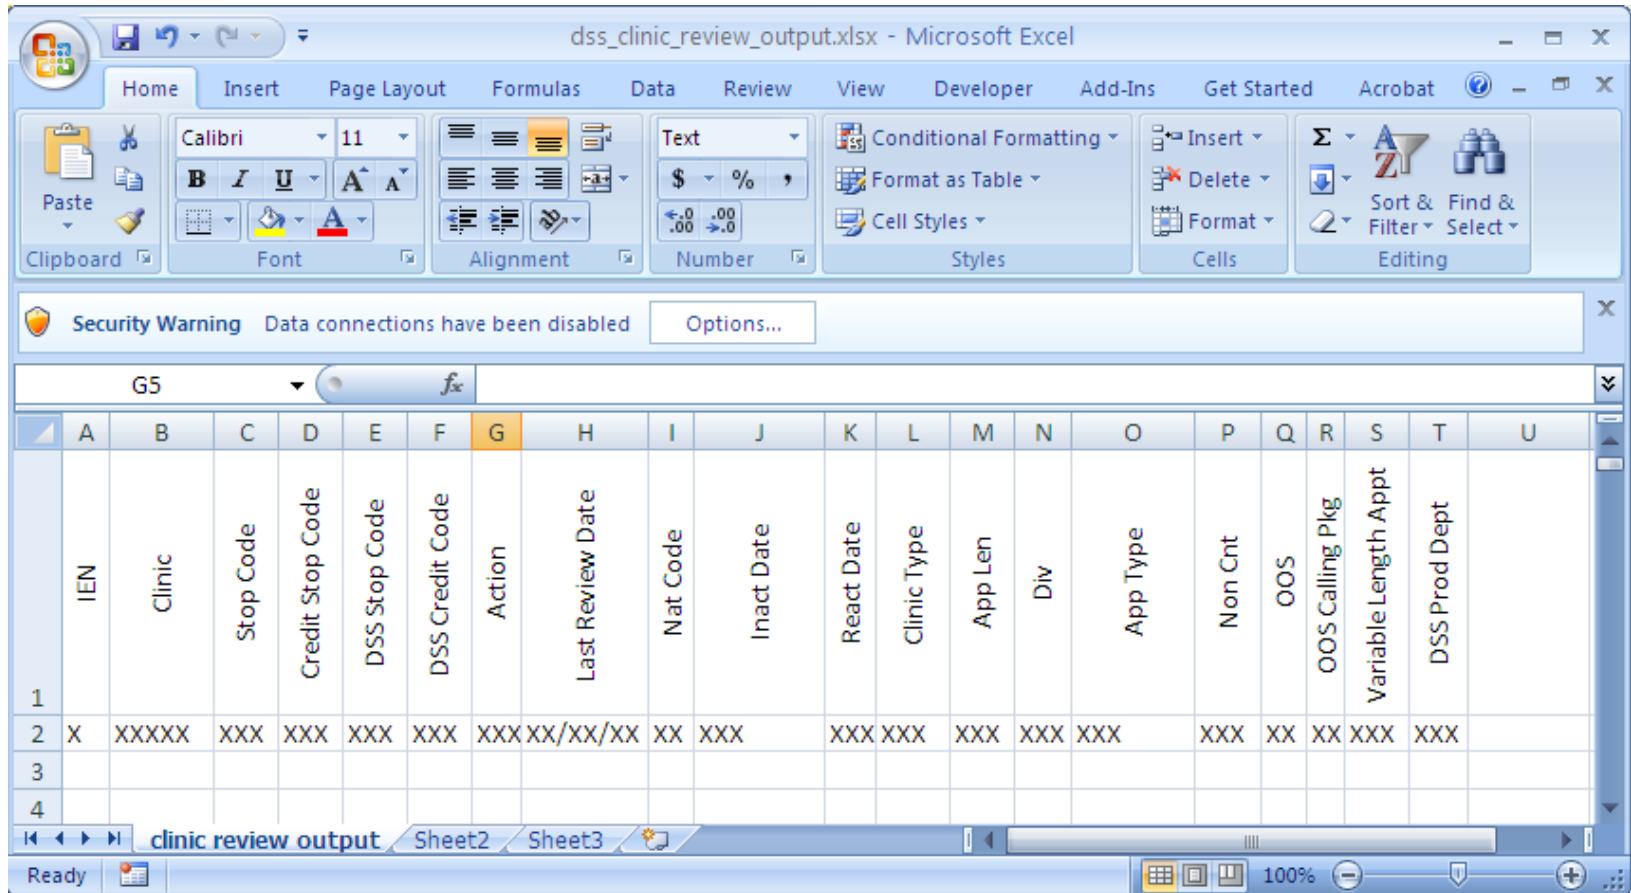 dss_clinic_review_output.xlsx - Microsoft Excel
Home Insert Page Layout Formulas Data Review View Developer Add-Ins Get Started Acrobat
Calibri 11 Text Conditional Formatting Insert Σ
B I U A A $ % , Format as Table Delete
Paste Sort & Find &
A .0 .00 .00 .0 Cell Styles Format Filter Select
Clipboard Font Alignment Number Styles Cells Editing
Security Warning Data connections have been disabled Options...
G5 fx
A B C D E F G H I J K L M N O P Q R S T U
1 IEN Clinic Stop Code Credit Stop Code DSS Stop Code DSS Credit Code Action Last Review Date Nat Code Inact Date React Date Clinic Type App Len Div App Type Non Cnt OOS OOS Calling Pkg Variable Length Appt DSS Prod Dept
2 X XXXXX XXX XXX XXX XXX XXX XX/XX/XX XX XXX XXX XXX XXX XXX XXX XXX XX XX XXX XXX
3
4
clinic review output Sheet2 Sheet3
Ready 100%